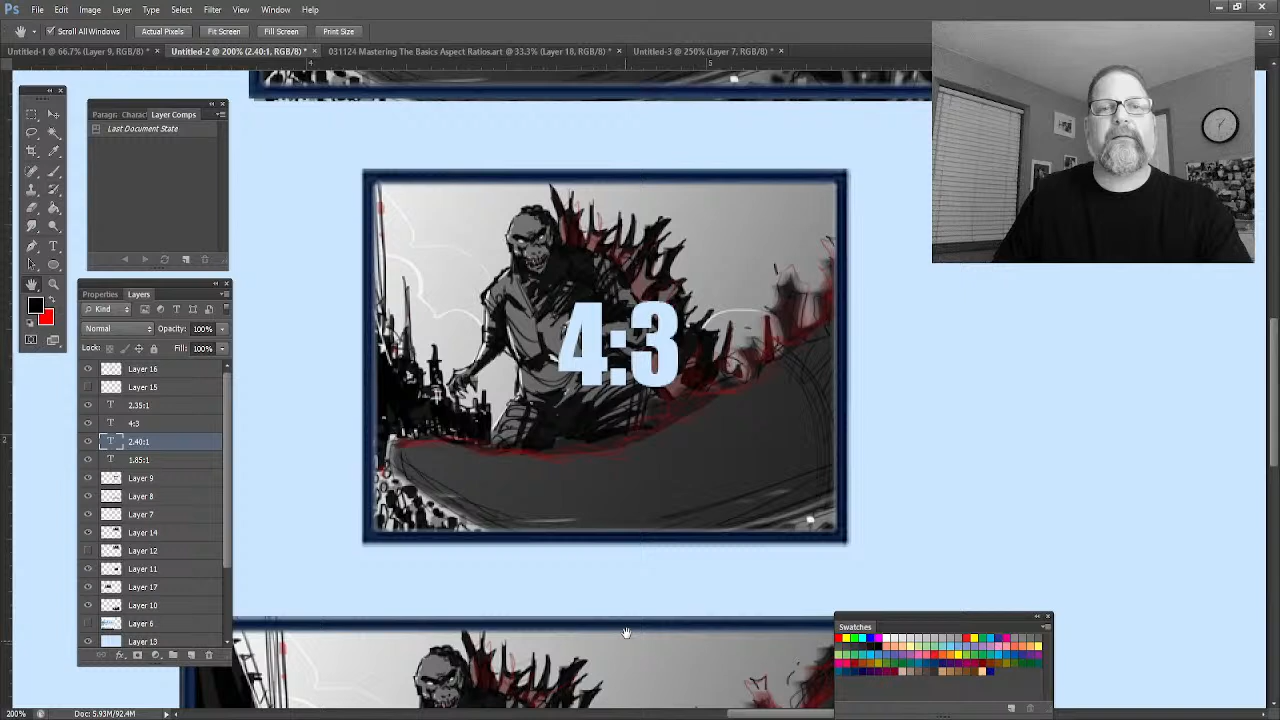 Ps File Edit Image Layer Type Select Filter View Window Help
Scroll All Windows Actual Pixels Fit Screen Fill Screen Print Size
Untitled-1 @ 66.7% (Layer 9, RGB/8) * × Untitled-2 @ 200% (2.40:1, RGB/8) * × 031124 Mastering The Basics Aspect Ratios.art @ 33.3% (Layer 18, RGB/8) * × Untitled-3 @ 250% (Layer 7, RGB/8) * ×
4 5
Paragr Charac Layer Comps
Last Document State
4:3
Properties Layers
Kind
Normal Opacity: 100%
Lock: Fill: 100%
Layer 16
Layer 15
T 2.35:1
T 4:3
T 2.40:1
T 1.85:1
Layer 9
Layer 8
Layer 7
Layer 14
Layer 12
Layer 11
Layer 17
Layer 10
Layer 6
Layer 13
fx
Swatches
200% Doc: 5.93M/92.4M